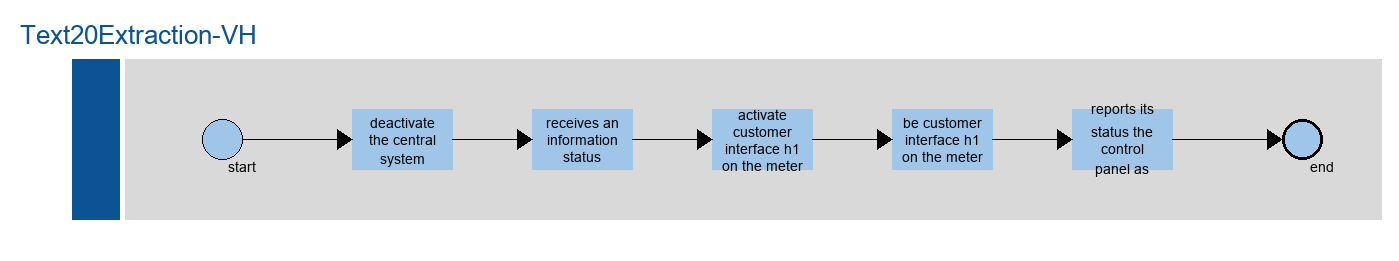 Text20Extraction-VH
start
deactivate
the central
system
receives an
information
status
activate
customer
interface h1
on the meter
be customer
interface h1
on the meter
reports its
status the
control
panel as
end